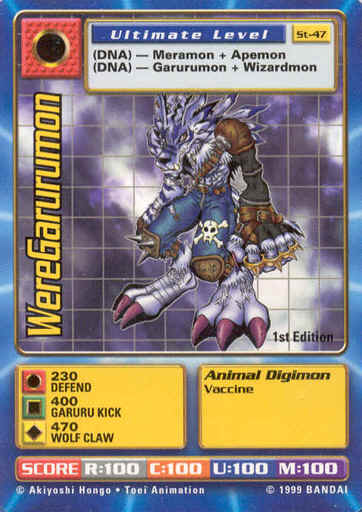 Ultimate Level
St-47
(DNA) — Meramon + Apemon
(DNA) — Garurumon + Wizardmon
WereGarurumon
1st Edition
230
DEFEND
400
GARURU KICK
470
WOLF CLAW
Animal Digimon
Vaccine
SCORE R:100 C:100 U:100 M:100
© Akiyoshi Hongo • Toei Animation © 1999 BANDAI